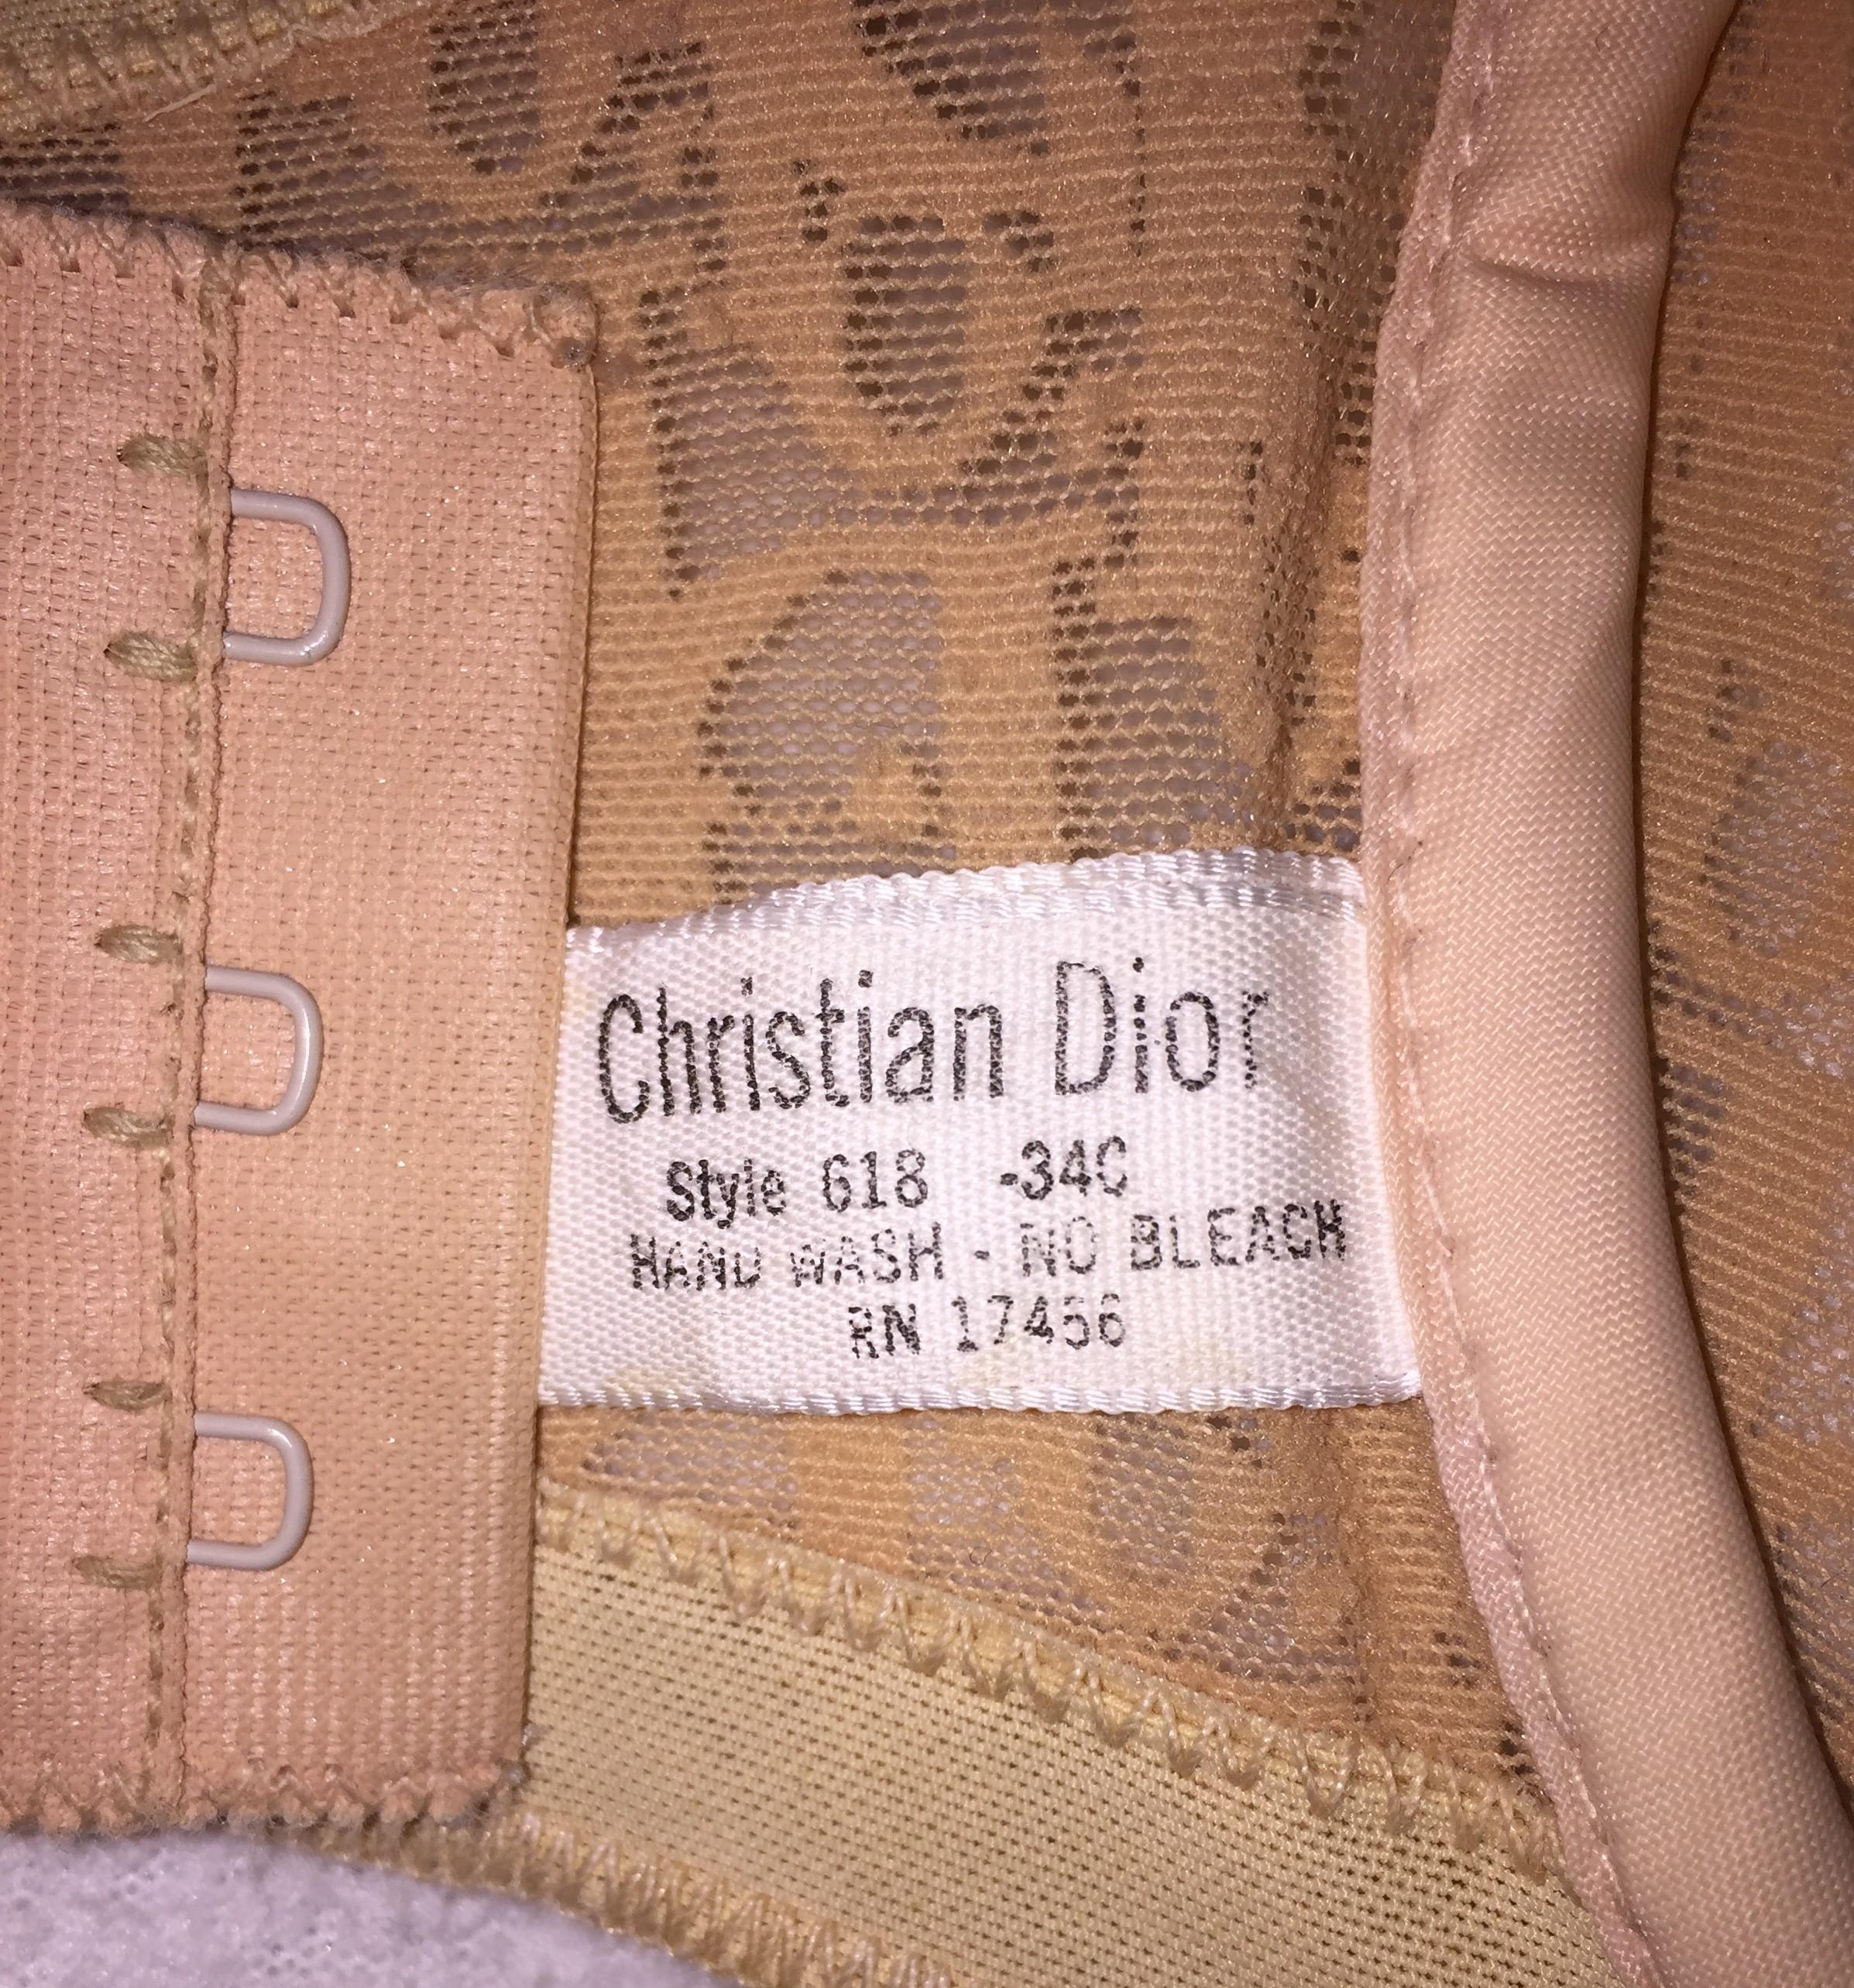 Christian Dior
Style 618 -34C
HAND WASH - NO BLEACH
RN 17456